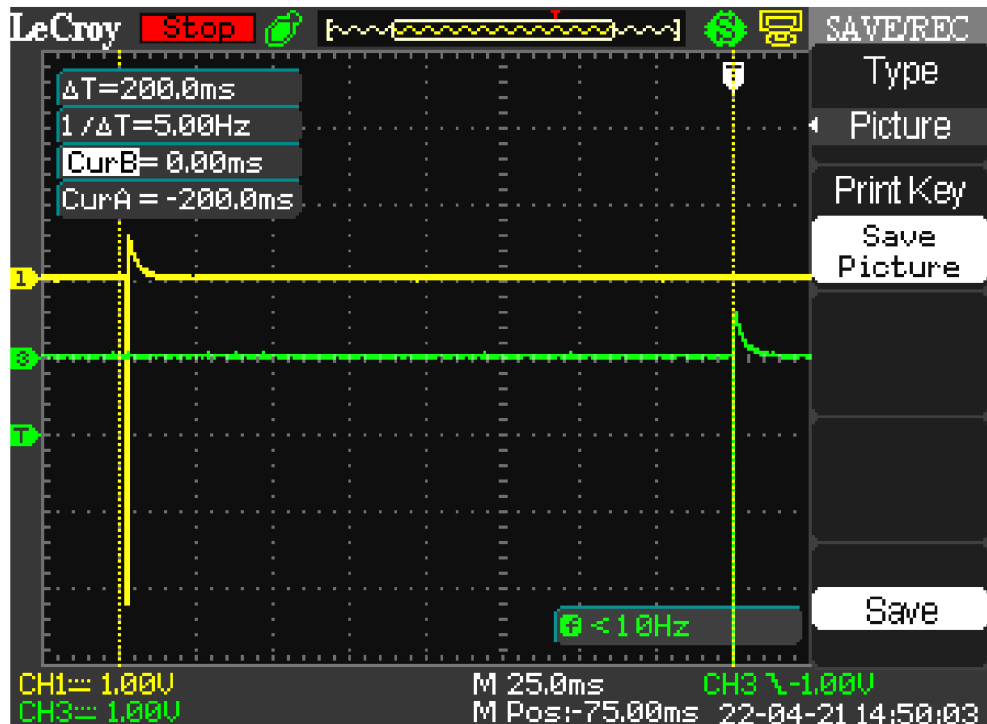 LeCroy Stop S SAVE/REC
ΔT=200.0ms
1/ΔT=5.00Hz
CurB= 0.00ms
CurA = -200.0ms
Type
Picture
Print Key
Save
Picture
T
1
3
T
<10Hz
Save
CH1 1.00V M 25.0ms CH3 -1.00V
CH3 1.00V M Pos:-75.00ms 22-04-21 14:50:03